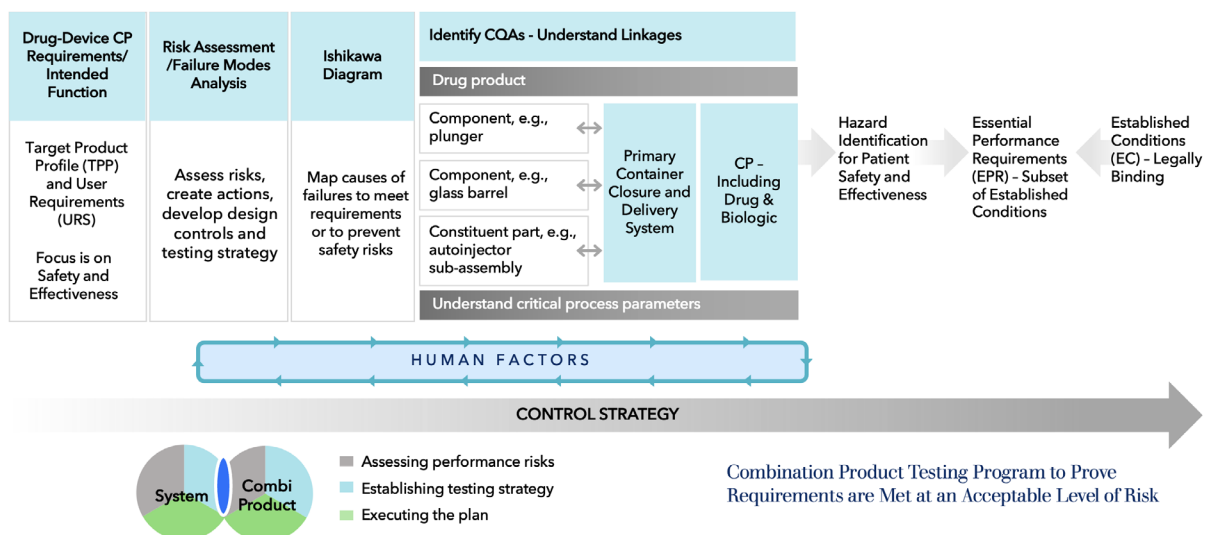 Drug-Device CP
Requirements/
Intended
Function
Target Product
Profile (TPP)
and User
Requirements
(URS)
Focus is on
Safety and
Effectiveness
Risk Assessment
/Failure Modes
Analysis
Assess risks,
create actions,
develop design
controls and
testing strategy
Ishikawa
Diagram
Map causes of
failures to meet
requirements
or to prevent
safety risks
Identify CQAs - Understand Linkages
Drug product
Component, e.g.,
plunger
Component, e.g.,
glass barrel
Constituent part, e.g.,
autoinjector
sub-assembly
Primary
Container
Closure and
Delivery
System
CP –
Including
Drug &
Biologic
Understand critical process parameters
Hazard
Identification
for Patient
Safety and
Effectiveness
Essential
Performance
Requirements
(EPR) – Subset
of Established
Conditions
Established
Conditions
(EC) – Legally
Binding
HUMAN FACTORS
CONTROL STRATEGY
System
Combi
Product
Assessing performance risks
Establishing testing strategy
Executing the plan
Combination Product Testing Program to Prove
Requirements are Met at an Acceptable Level of Risk